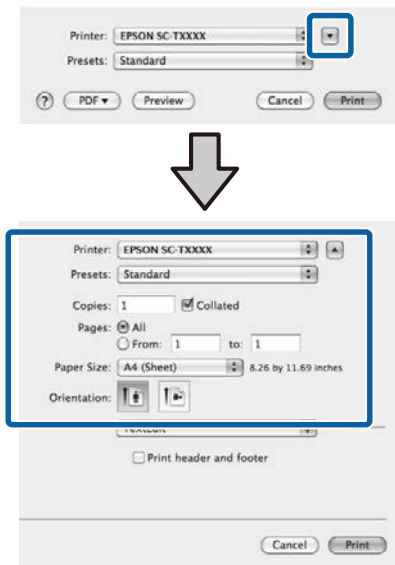 Printer: EPSON SC-TXXXX
Presets: Standard
? PDF Preview Cancel Print
Printer: EPSON SC-TXXXX
Presets: Standard
Copies: 1 Collated
Pages: All
From: 1 to: 1
Paper Size: A4 (Sheet) 8.26 by 11.69 inches
Orientation:
TextEdit
Print header and footer
Cancel Print